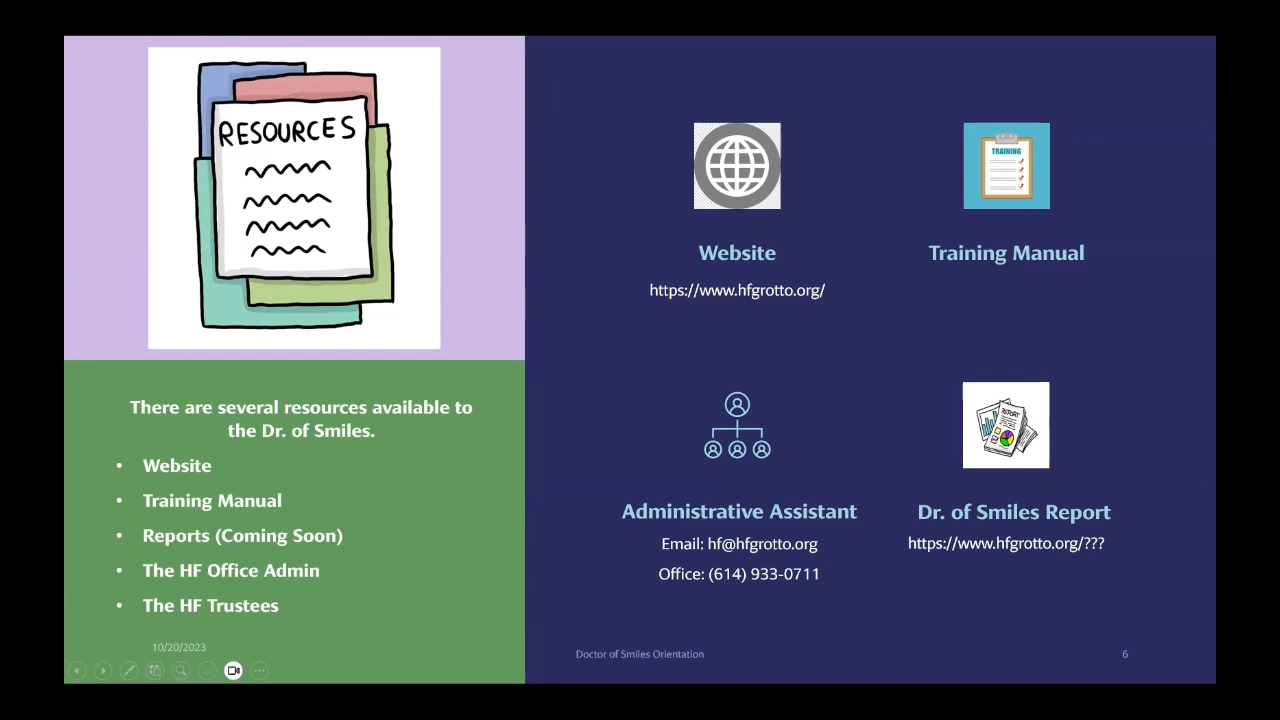 RESOURCES
There are several resources available to
the Dr. of Smiles.
• Website
• Training Manual
• Reports (Coming Soon)
• The HF Office Admin
• The HF Trustees
10/20/2023
TRAINING
Website
Training Manual
https://www.hfgrotto.org/
REPORT
Administrative Assistant
Dr. of Smiles Report
Email: hf@hfgrotto.org
https://www.hfgrotto.org/???
Office: (614) 933-0711
Doctor of Smiles Orientation
6